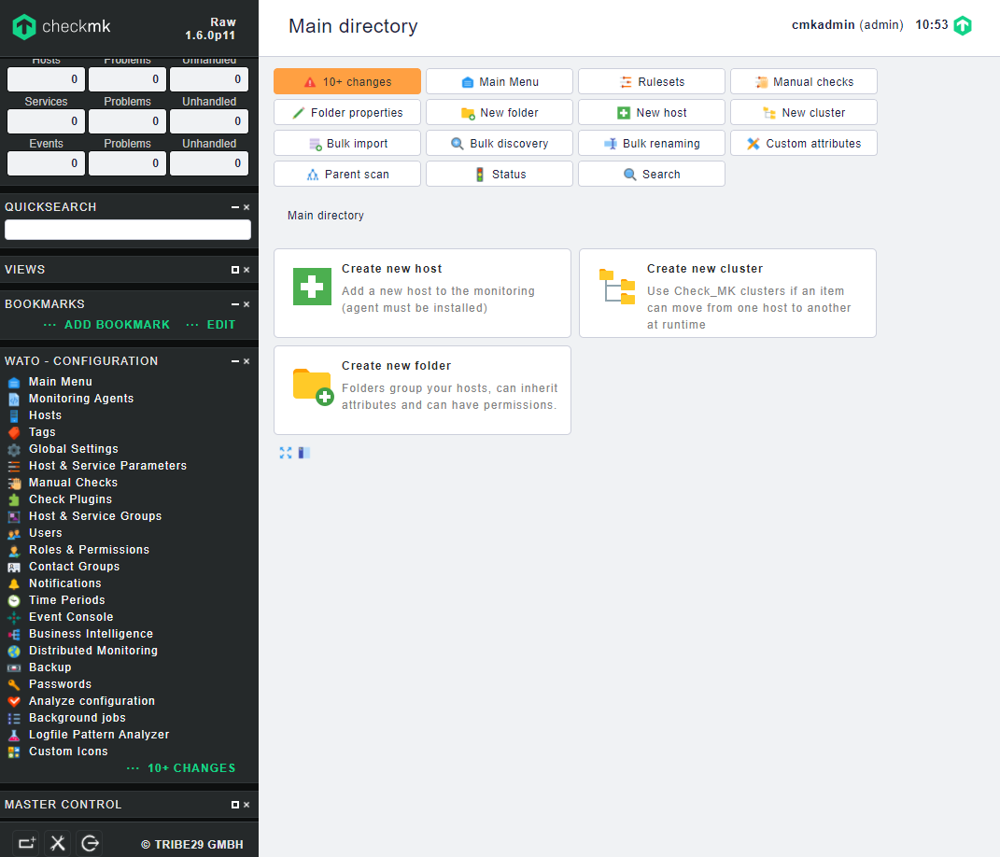 checkmk
Raw
1.6.0p11
Hosts Problems Unhandled
0 0 0
Services Problems Unhandled
0 0 0
Events Problems Unhandled
0 0 0
QUICKSEARCH
VIEWS
BOOKMARKS
··· ADD BOOKMARK ··· EDIT
WATO - CONFIGURATION
Main Menu
Monitoring Agents
Hosts
Tags
Global Settings
Host & Service Parameters
Manual Checks
Check Plugins
Host & Service Groups
Users
Roles & Permissions
Contact Groups
Notifications
Time Periods
Event Console
Business Intelligence
Distributed Monitoring
Backup
Passwords
Analyze configuration
Background jobs
Logfile Pattern Analyzer
Custom Icons
··· 10+ CHANGES
MASTER CONTROL
© TRIBE29 GMBH
Main directory
cmkadmin (admin) 10:53
10+ changes Main Menu Rulesets Manual checks
Folder properties New folder New host New cluster
Bulk import Bulk discovery Bulk renaming Custom attributes
Parent scan Status Search
Main directory
Create new host
Add a new host to the monitoring
(agent must be installed)
Create new cluster
Use Check_MK clusters if an item
can move from one host to another
at runtime
Create new folder
Folders group your hosts, can inherit
attributes and can have permissions.